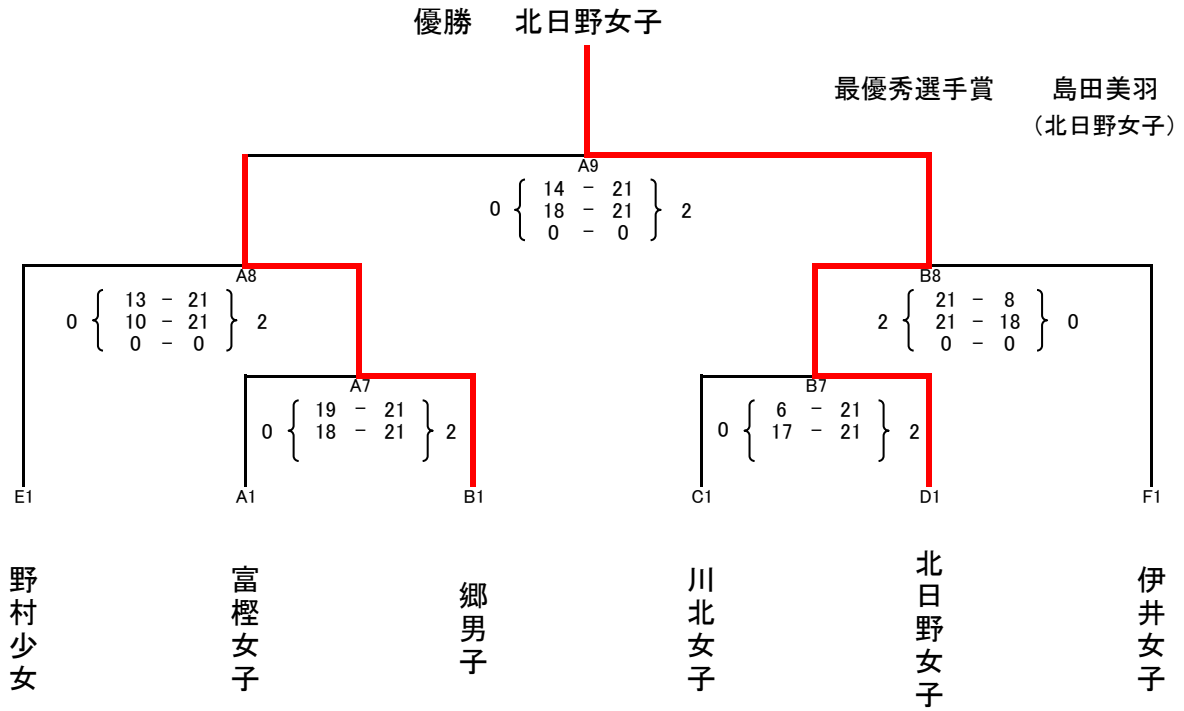 優勝 北日野女子
最優秀選手賞 島田美羽
（北日野女子）
A9
14 - 21
0 { 18 - 21 } 2
0 - 0
A8
B8
13 - 21
0 { 10 - 21 } 2
0 - 0
21 - 8
2 { 21 - 18 } 0
0 - 0
A7
B7
19 - 21
0 { 18 - 21 } 2
6 - 21
0 { 17 - 21 } 2
E1 A1 B1 C1 D1 F1
野村少女
富樫女子
郷男子
川北女子
北日野女子
伊井女子